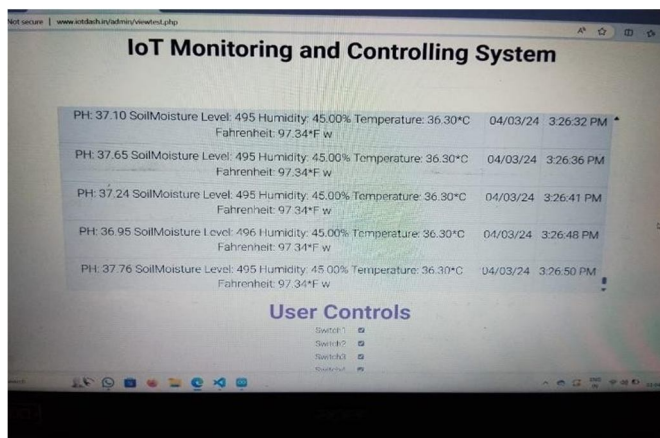 Not secure | www.iotdash.in/admin/viewtest.php
IoT Monitoring and Controlling System
PH: 37.10 SoilMoisture Level: 495 Humidity: 45.00% Temperature: 36.30*C 04/03/24 3:26:32 PM
Fahrenheit: 97.34*F w
PH: 37.65 SoilMoisture Level: 495 Humidity: 45.00% Temperature: 36.30*C 04/03/24 3:26:36 PM
Fahrenheit: 97.34*F w
PH: 37.24 SoilMoisture Level: 495 Humidity: 45.00% Temperature: 36.30*C 04/03/24 3:26:41 PM
Fahrenheit: 97.34*F w
PH: 36.95 SoilMoisture Level: 496 Humidity: 45.00% Temperature: 36.30*C 04/03/24 3:26:48 PM
Fahrenheit: 97.34*F w
PH: 37.76 SoilMoisture Level: 495 Humidity: 45.00% Temperature: 36.30*C 04/03/24 3:26:50 PM
Fahrenheit: 97.34*F w
User Controls
Switch1
Switch2
Switch3
ENG
IN